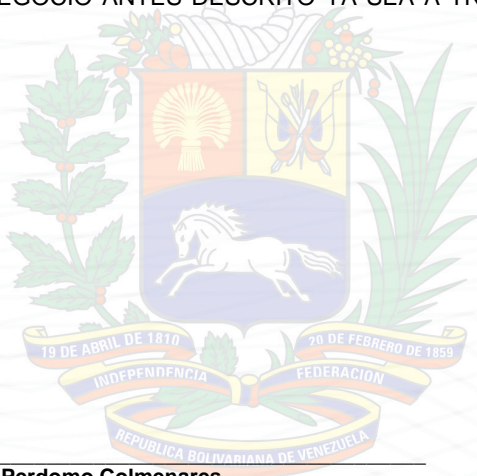 NEGOCIO ANTES DESCRITO YA SEA A
19 DE ABRIL DE 1810
20 DE FEBRERO DE 1859
INDEPENDENCIA
FEDERACION
REPUBLICA BOLIVARIANA DE VENEZUELA
Perdomo Colmenares